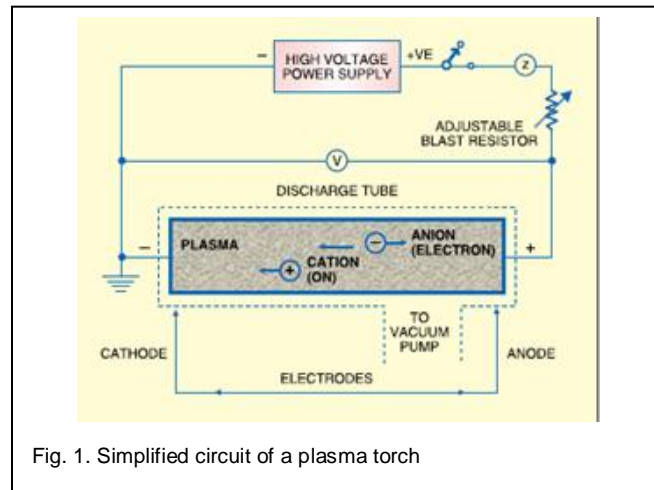 − HIGH VOLTAGE +VE
POWER SUPPLY
Z
ADJUSTABLE
BLAST RESISTOR
V
DISCHARGE TUBE
− PLASMA − ANION +
(ELECTRON)
+ CATION
(ON)
TO
VACUUM
PUMP
CATHODE ANODE
ELECTRODES
Fig. 1. Simplified circuit of a plasma torch